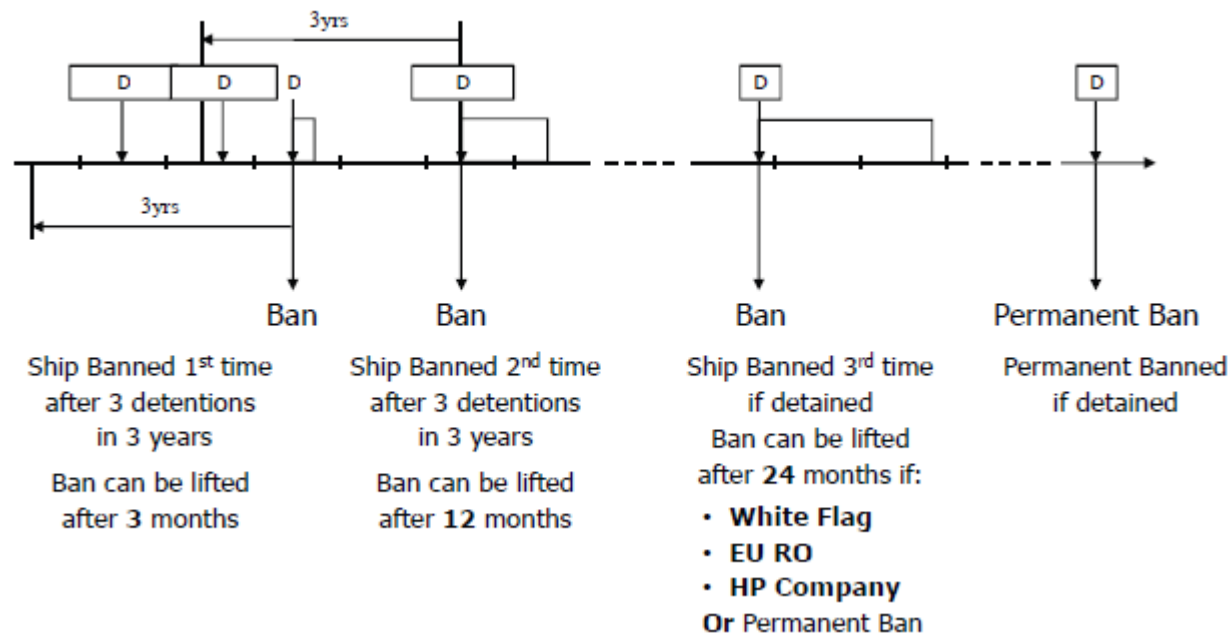 3yrs
D
D
D
D
D
D
3yrs
Ban
Ban
Ban
Permanent Ban
Ship Banned 1st time
after 3 detentions
in 3 years
Ban can be lifted
after 3 months
Ship Banned 2nd time
after 3 detentions
in 3 years
Ban can be lifted
after 12 months
Ship Banned 3rd time
if detained
Ban can be lifted
after 24 months if:
• White Flag
• EU RO
• HP Company
Or Permanent Ban
Permanent Banned
if detained